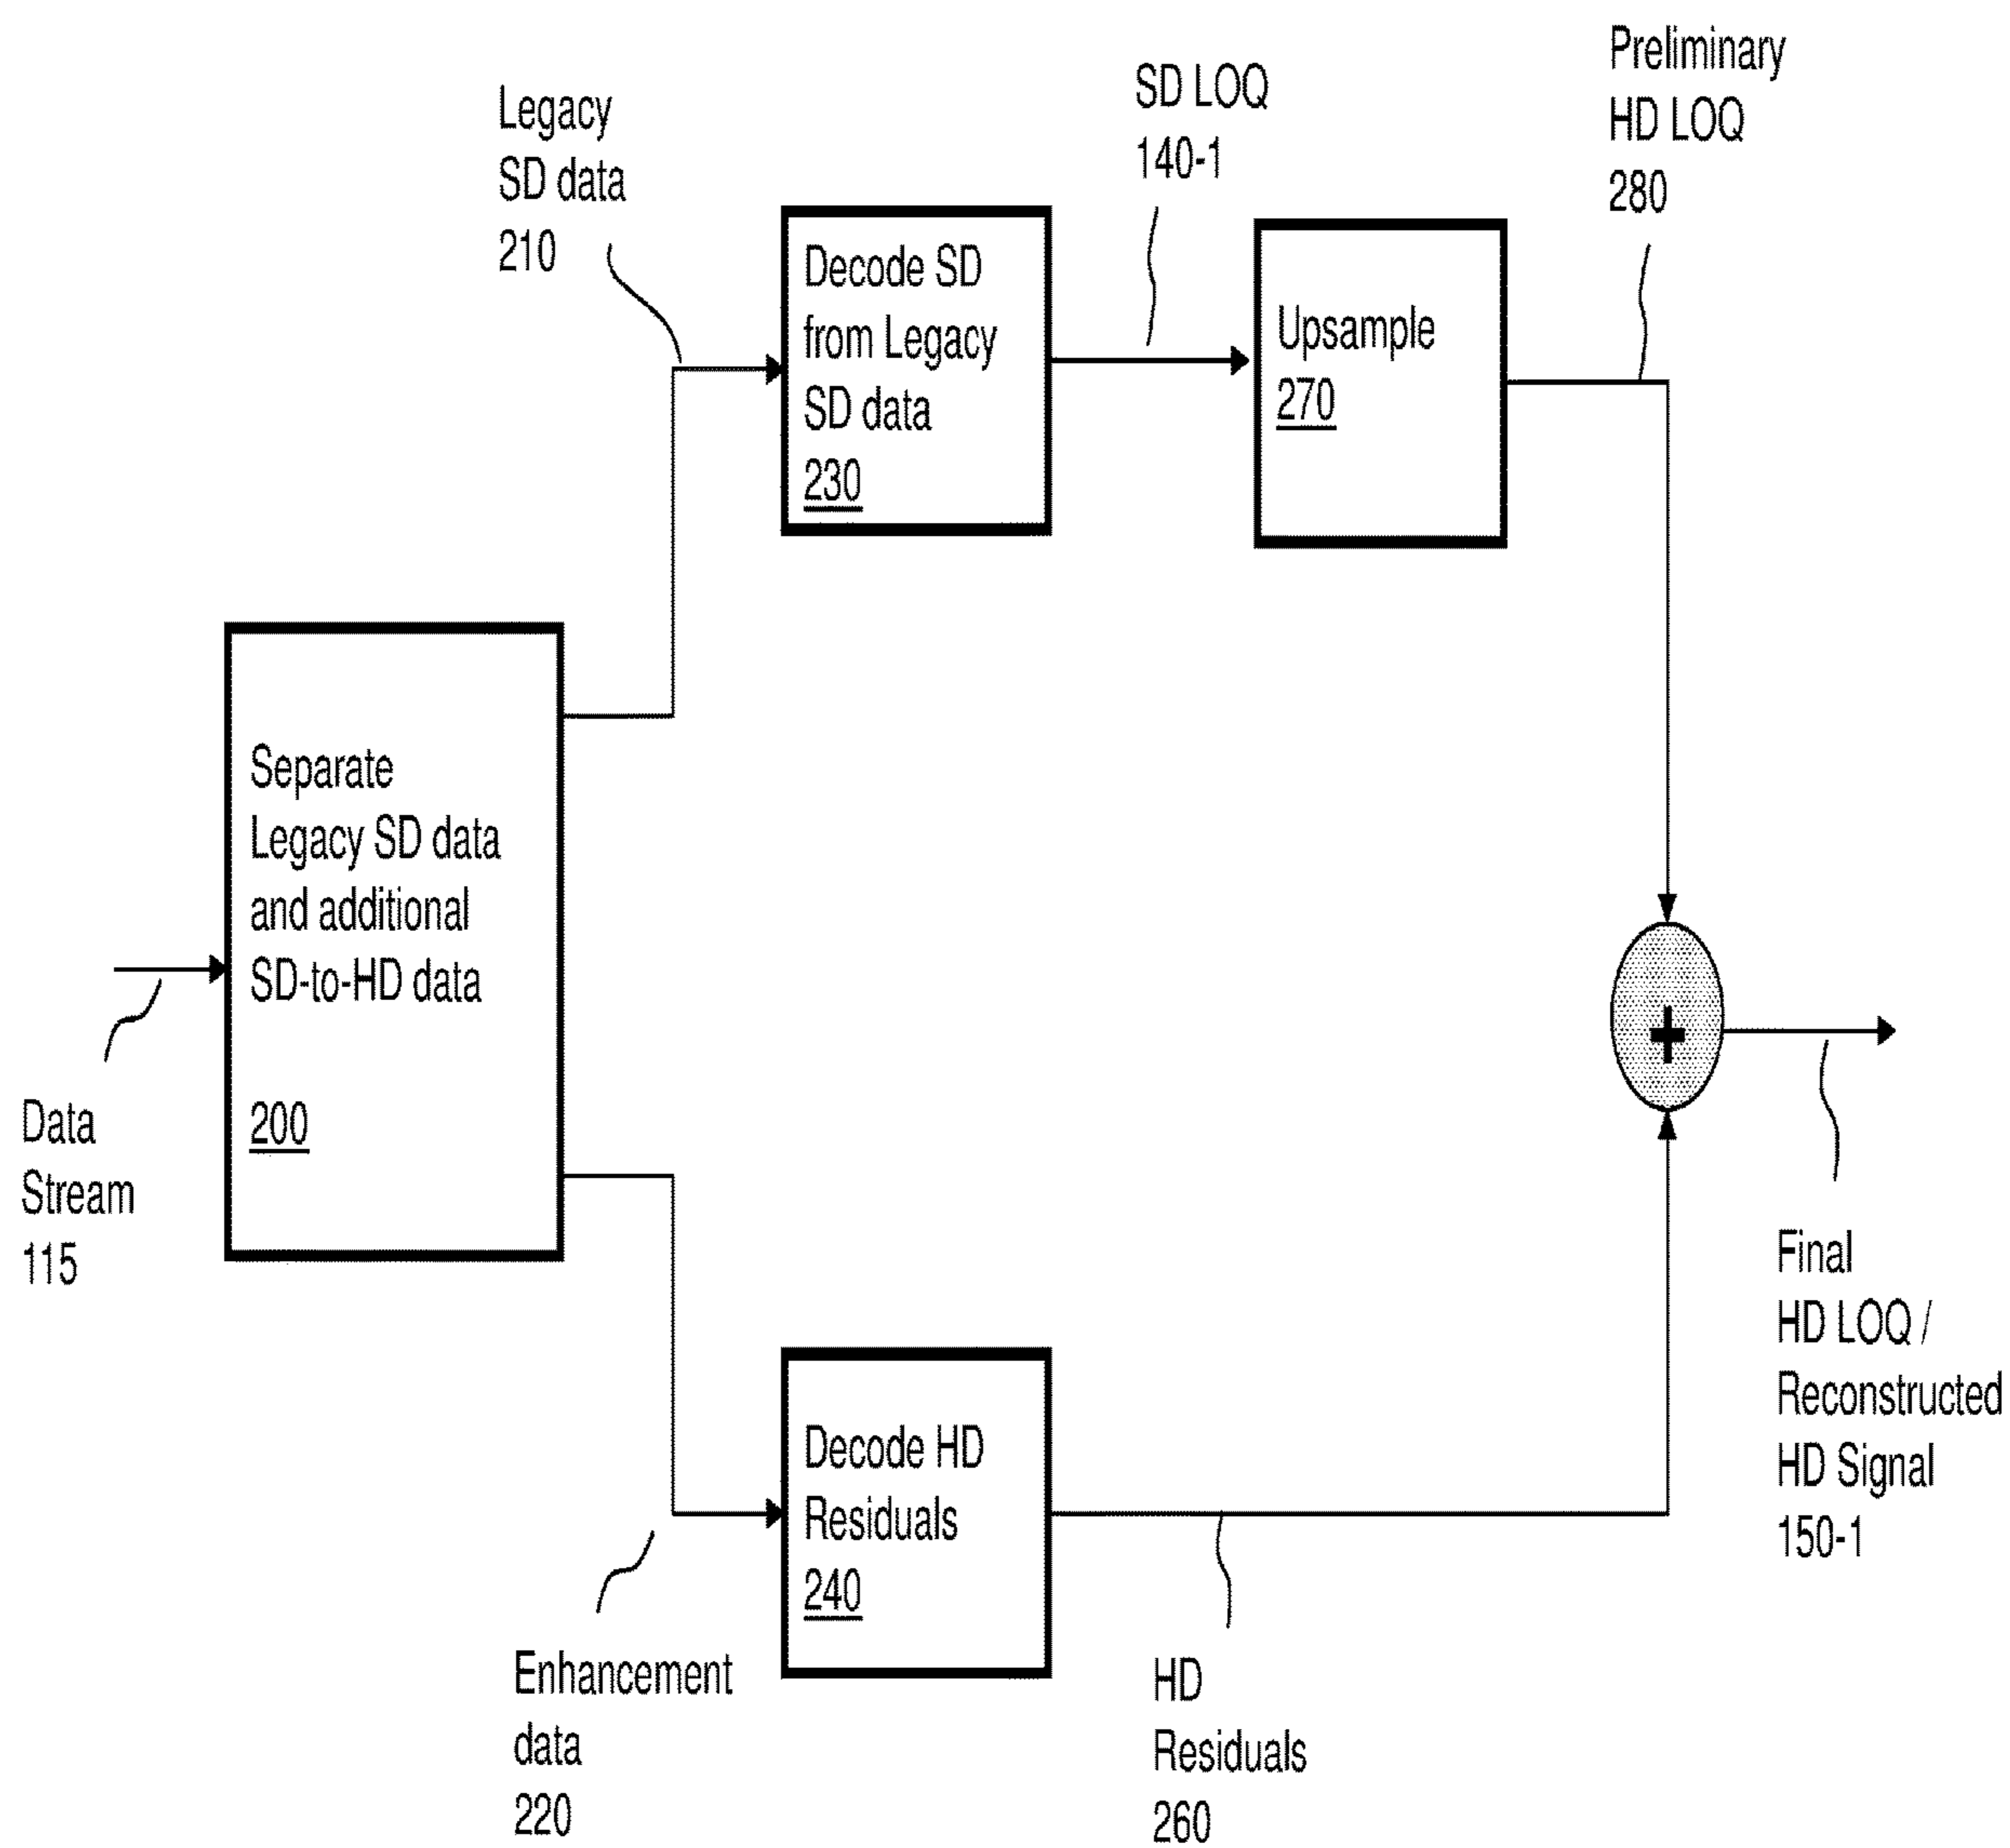 Legacy
SD data
210
SD LOQ
140-1
Preliminary
HD LOQ
280
Decode SD
from Legacy
SD data
230
Upsample
270
Separate
Legacy SD data
and additional
SD-to-HD data
200
Data
Stream
115
+
Final
HD LOQ /
Reconstructed
HD Signal
150-1
Decode HD
Residuals
240
Enhancement
data
220
HD
Residuals
260